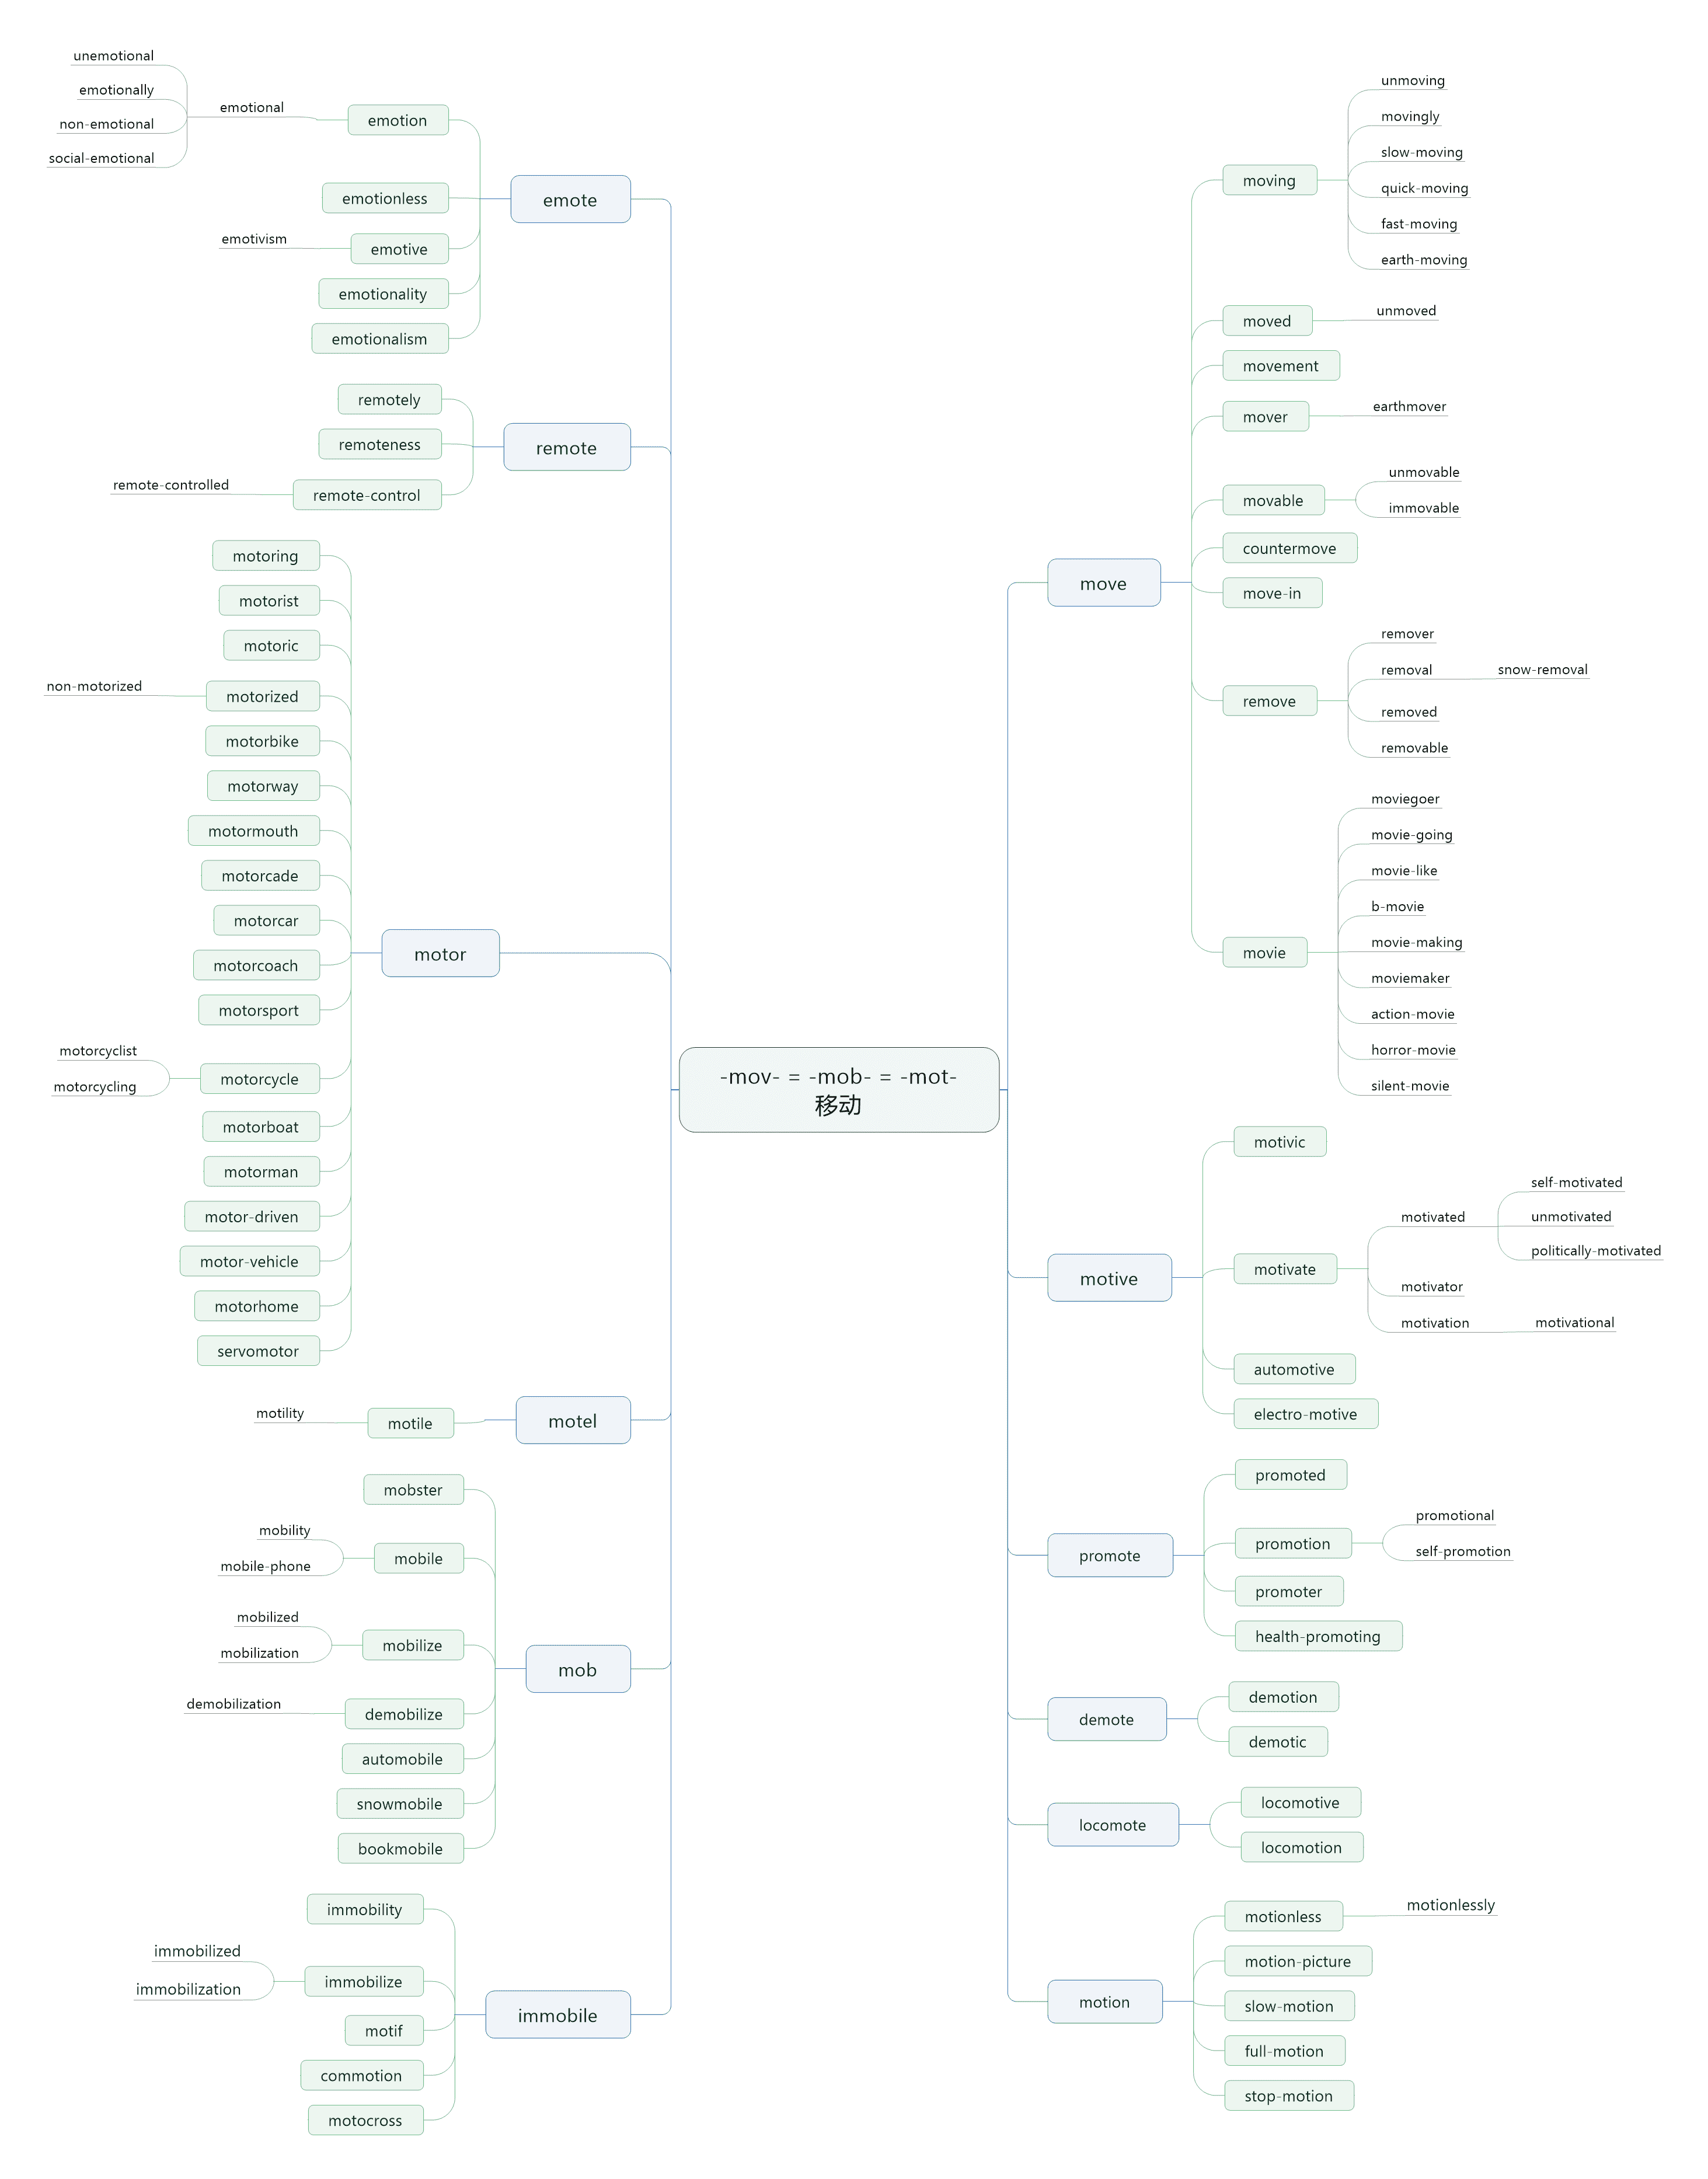 -mov- = -mob- = -mot-
移动
emote
emotion
emotional
unemotional
emotionally
non-emotional
social-emotional
emotionless
emotive
emotivism
emotionality
emotionalism
remote
remotely
remoteness
remote-control
remote-controlled
motor
motoring
motorist
motoric
motorized
non-motorized
motorbike
motorway
motormouth
motorcade
motorcar
motorcoach
motorsport
motorcycle
motorcyclist
motorcycling
motorboat
motorman
motor-driven
motor-vehicle
motorhome
servomotor
motel
motile
motility
mob
mobster
mobile
mobility
mobile-phone
mobilize
mobilized
mobilization
demobilize
demobilization
automobile
snowmobile
bookmobile
immobile
immobility
immobilize
immobilized
immobilization
motif
commotion
motocross
move
moving
unmoving
movingly
slow-moving
quick-moving
fast-moving
earth-moving
moved
unmoved
movement
mover
earthmover
movable
unmovable
immovable
countermove
move-in
remove
remover
removal
snow-removal
removed
removable
movie
moviegoer
movie-going
movie-like
b-movie
movie-making
moviemaker
action-movie
horror-movie
silent-movie
motive
motivic
motivate
motivated
self-motivated
unmotivated
politically-motivated
motivator
motivation
motivational
automotive
electro-motive
promote
promoted
promotion
promotional
self-promotion
promoter
health-promoting
demote
demotion
demotic
locomote
locomotive
locomotion
motion
motionless
motionlessly
motion-picture
slow-motion
full-motion
stop-motion